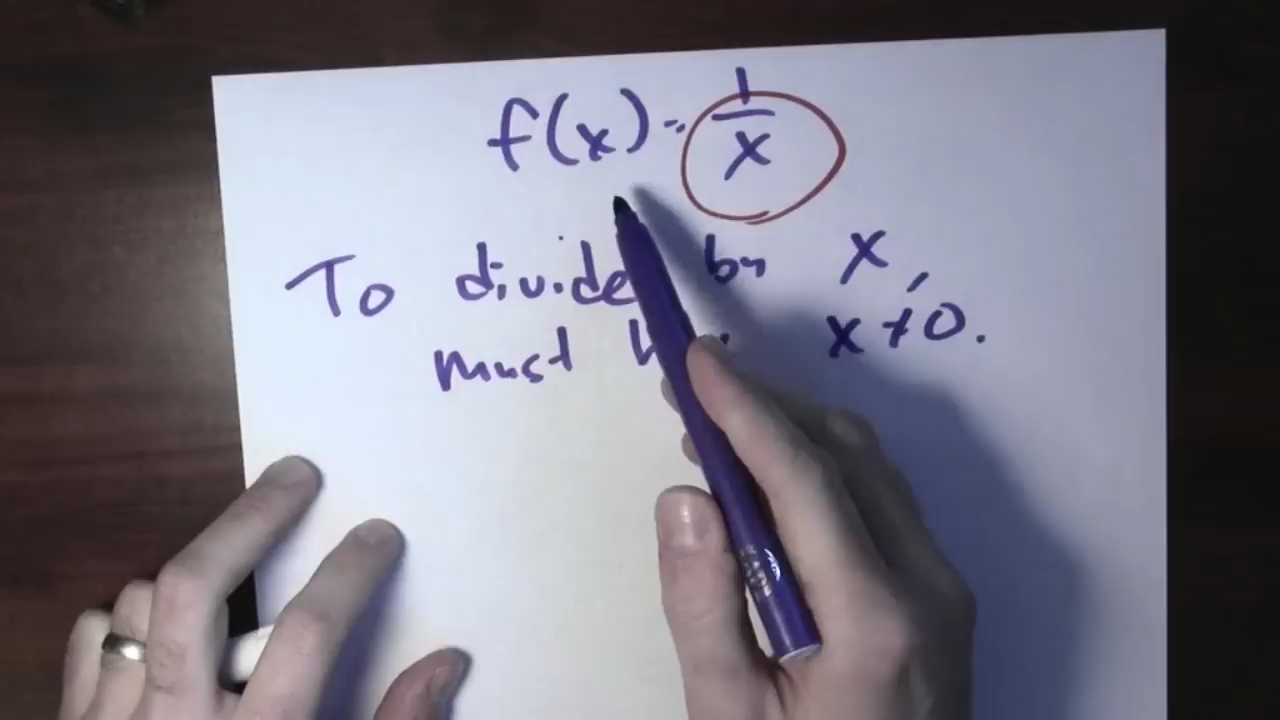 f(x) = 1/x
To divide by x,
must x ≠ 0.